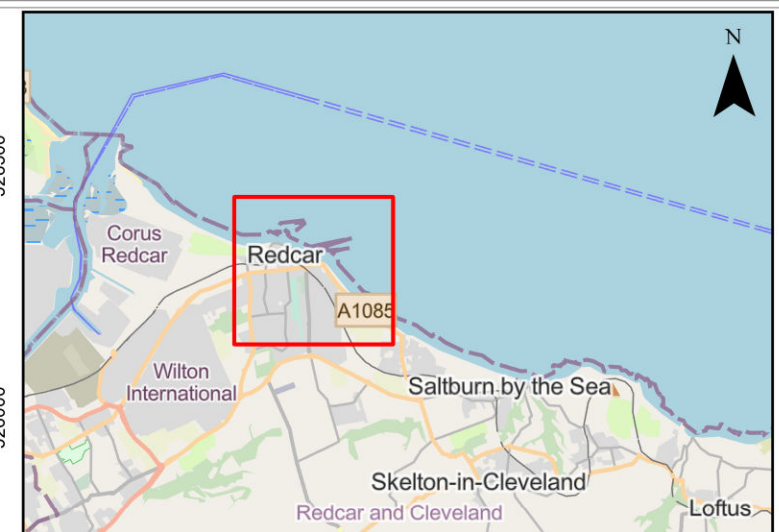 N
Corus
Redcar
Redcar
A1085
Wilton
International
Saltburn by the Sea
Skelton-in-Cleveland
Redcar and Cleveland
Loftus